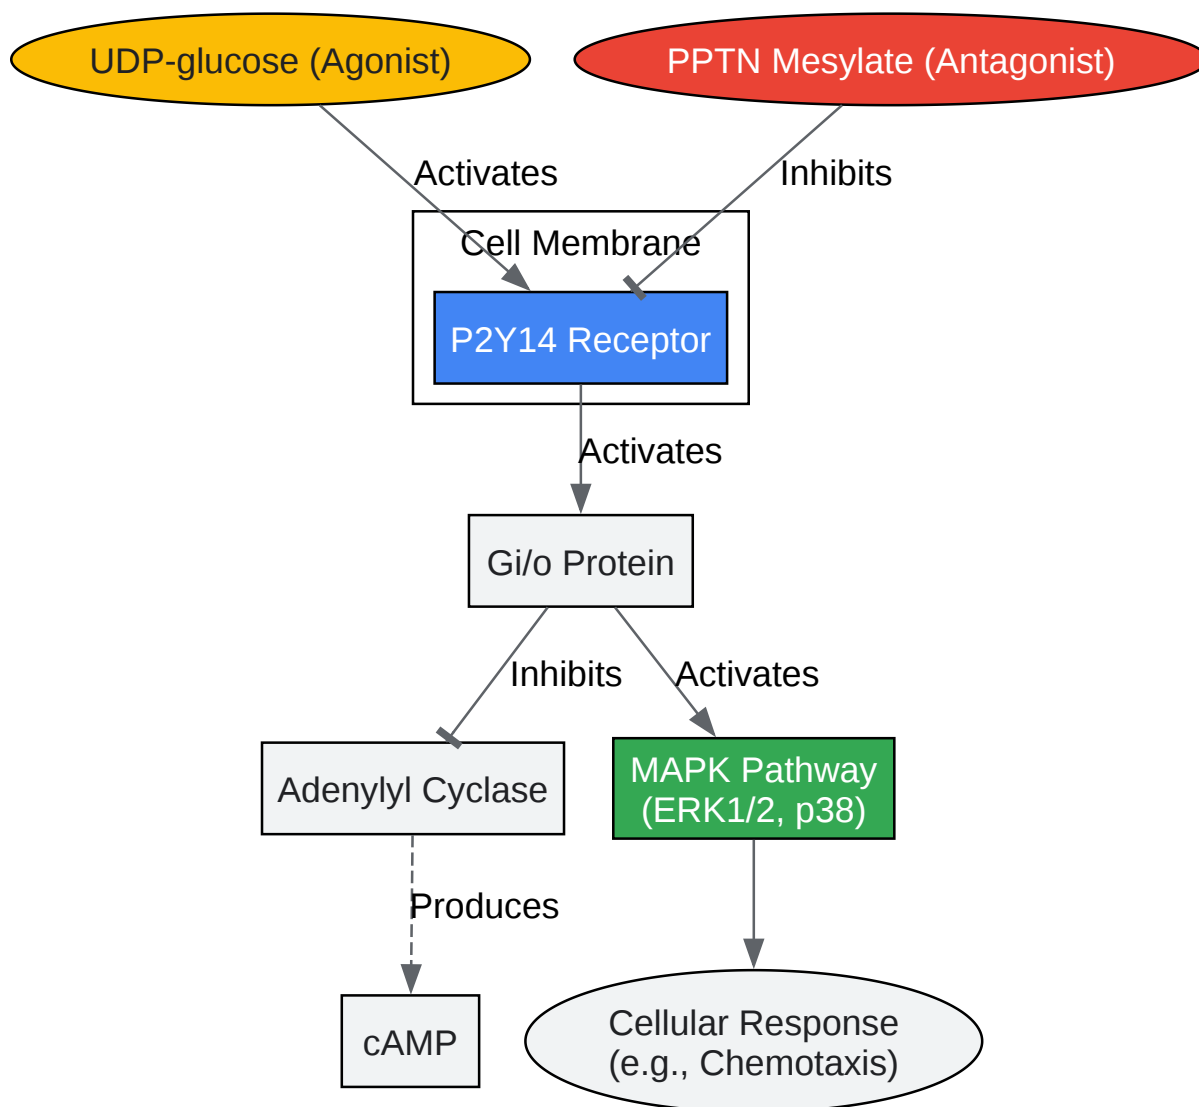 UDP-glucose (Agonist)
PPTN Mesylate (Antagonist)
Activates
Inhibits
Cell Membrane
P2Y14 Receptor
Activates
Gi/o Protein
Inhibits
Activates
Adenylyl Cyclase
MAPK Pathway
(ERK1/2, p38)
Produces
cAMP
Cellular Response
(e.g., Chemotaxis)